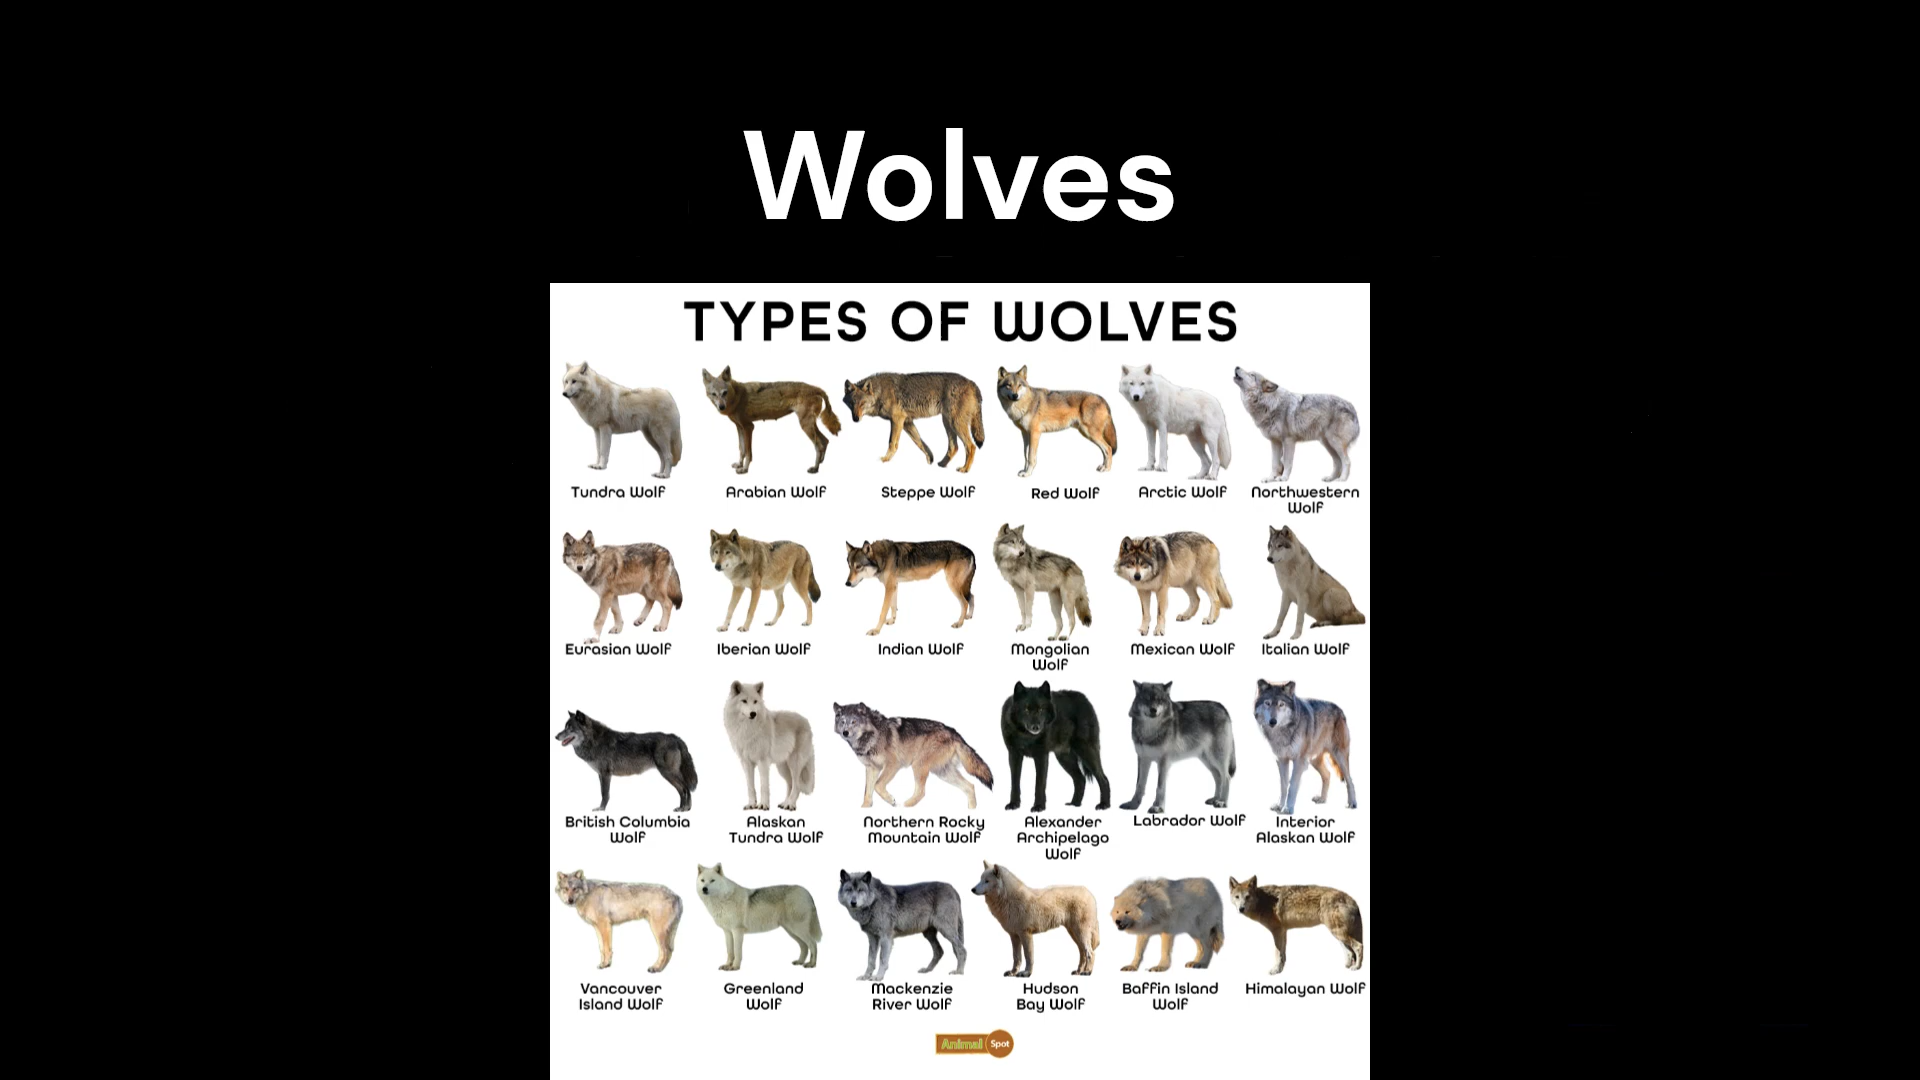 Wolves
TYPES OF WOLVES
Tundra Wolf
Arabian Wolf
Steppe Wolf
Red Wolf
Arctic Wolf
Northwestern
Wolf
Eurasian Wolf
Iberian Wolf
Indian Wolf
Mongolian
Wolf
Mexican Wolf
Italian Wolf
British Columbia
Wolf
Alaskan
Tundra Wolf
Northern Rocky
Mountain Wolf
Alexander
Archipelago
Wolf
Labrador Wolf
Interior
Alaskan Wolf
Vancouver
Island Wolf
Greenland
Wolf
Mackenzie
River Wolf
Hudson
Bay Wolf
Baffin Island
Wolf
Himalayan Wolf
Animal Spot